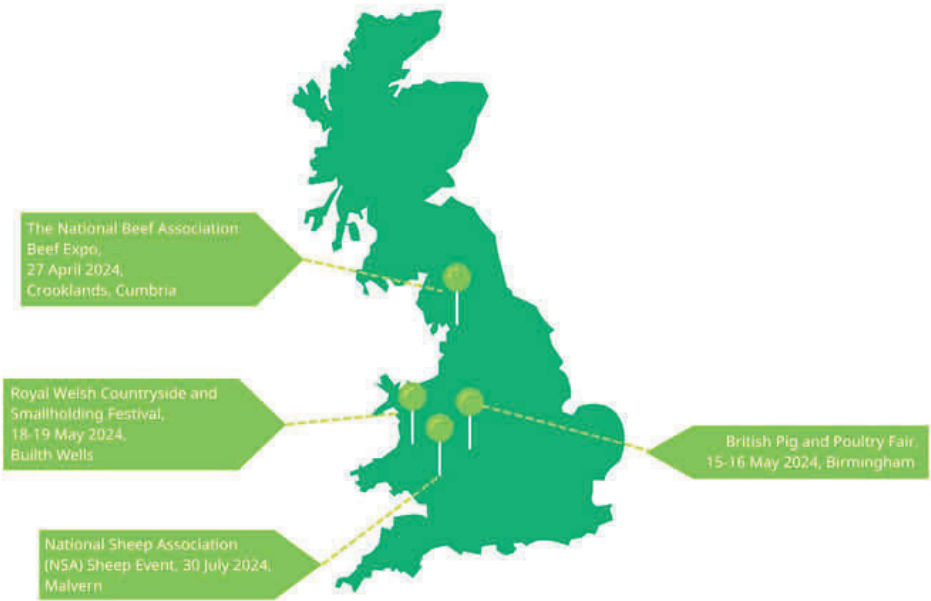 The National Beef Association
Beef Expo,
27 April 2024,
Crooklands, Cumbria
Royal Welsh Countryside and
Smallholding Festival,
18-19 May 2024,
Builth Wells
British Pig and Poultry Fair,
15-16 May 2024, Birmingham
National Sheep Association
(NSA) Sheep Event, 30 July 2024,
Malvern